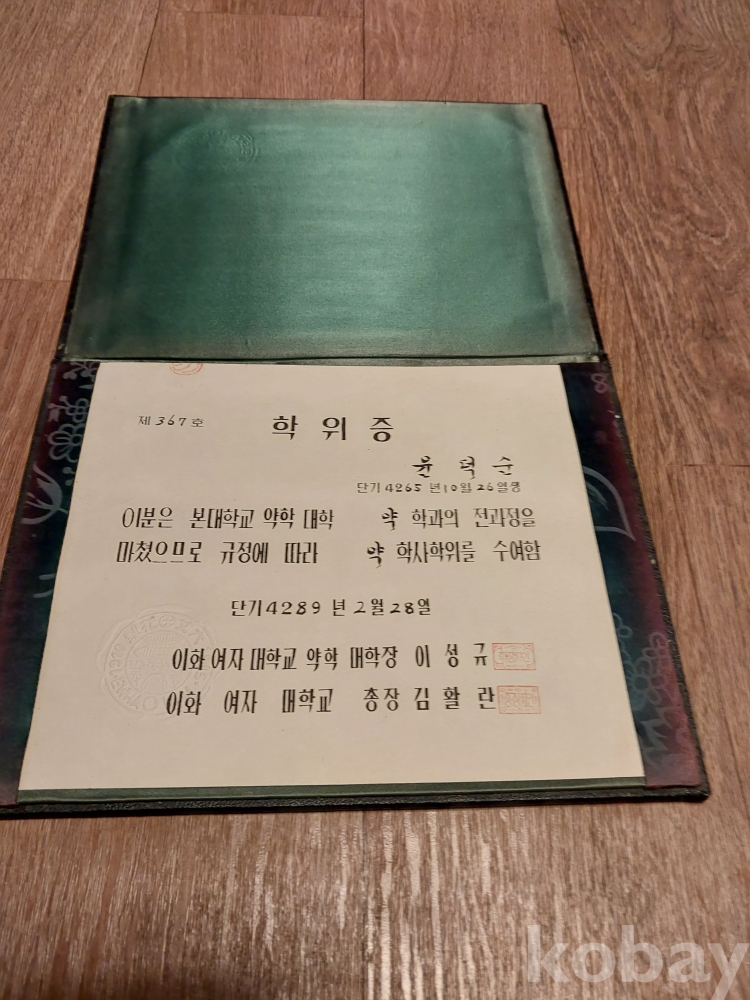 제 367 호
학 위 증
윤 덕 순
단기 4265 년 10 월 26 일생
이분은 본대학교 약학 대학 약 학과의 전과정을
마쳤으므로 규정에 따라 약 학사학위를 수여함
단기 4289 년 2 월 28 일
이화 여자 대학교 약학 대학장 이 성 규
이화 여자 대학교 총장 김 활 란
kobay